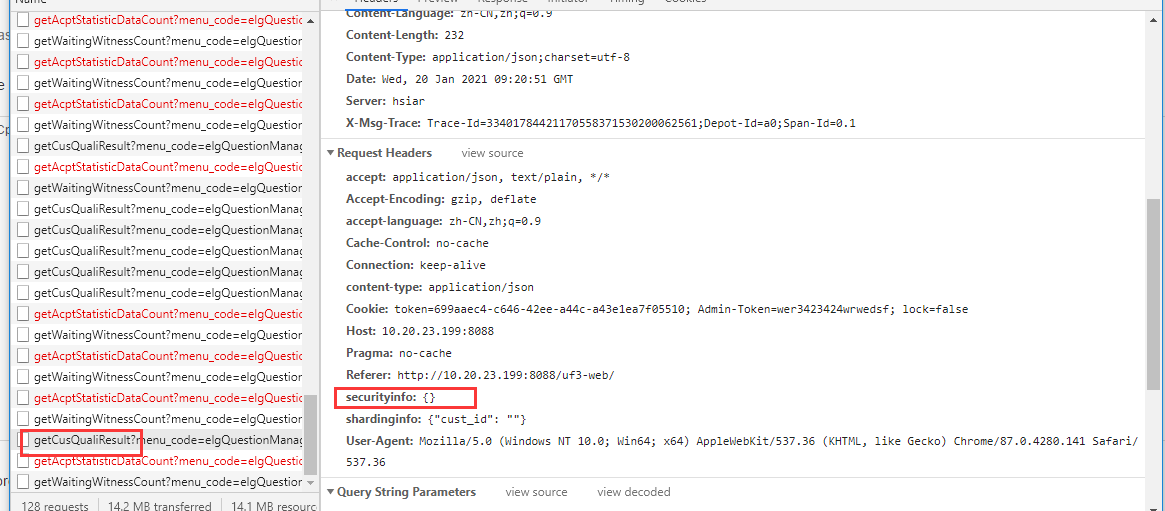 Name
getAcptStatisticDataCount?menu_code=elgQuestic
getWaitingWitnessCount?menu_code=elgQuestion
getAcptStatisticDataCount?menu_code=elgQuestic
getWaitingWitnessCount?menu_code=elgQuestion
getAcptStatisticDataCount?menu_code=elgQuestic
getWaitingWitnessCount?menu_code=elgQuestion
getCusQualiResult?menu_code=elgQuestionManag
getAcptStatisticDataCount?menu_code=elgQuestic
getWaitingWitnessCount?menu_code=elgQuestion
getCusQualiResult?menu_code=elgQuestionManag
getCusQualiResult?menu_code=elgQuestionManag
getCusQualiResult?menu_code=elgQuestionManag
getCusQualiResult?menu_code=elgQuestionManag
getCusQualiResult?menu_code=elgQuestionManag
getAcptStatisticDataCount?menu_code=elgQuestic
getWaitingWitnessCount?menu_code=elgQuestion
getAcptStatisticDataCount?menu_code=elgQuestic
getWaitingWitnessCount?menu_code=elgQuestion
getAcptStatisticDataCount?menu_code=elgQuestic
getWaitingWitnessCount?menu_code=elgQuestion
getCusQualiResult?menu_code=elgQuestionManag
getAcptStatisticDataCount?menu_code=elgQuestic
getWaitingWitnessCount?menu_code=elgQuestion
128 requests 14.2 MB transferred 14.1 MB resourc
Headers Preview Response Initiator Timing Cookies
Content-Language: zh-CN,zh;q=0.9
Content-Length: 232
Content-Type: application/json;charset=utf-8
Date: Wed, 20 Jan 2021 09:20:51 GMT
Server: hsiar
X-Msg-Trace: Trace-Id=33401784421170558371530200062561;Depot-Id=a0;Span-Id=0.1
Request Headers view source
accept: application/json, text/plain, */*
Accept-Encoding: gzip, deflate
accept-language: zh-CN,zh;q=0.9
Cache-Control: no-cache
Connection: keep-alive
content-type: application/json
Cookie: token=699aaec4-c646-42ee-a44c-a43e1ea7f05510; Admin-Token=wer3423424wrwedsf; lock=false
Host: 10.20.23.199:8088
Pragma: no-cache
Referer: http://10.20.23.199:8088/uf3-web/
securityinfo: {}
shardinginfo: {"cust_id": ""}
User-Agent: Mozilla/5.0 (Windows NT 10.0; Win64; x64) AppleWebKit/537.36 (KHTML, like Gecko) Chrome/87.0.4280.141 Safari/
537.36
Query String Parameters view source view decoded